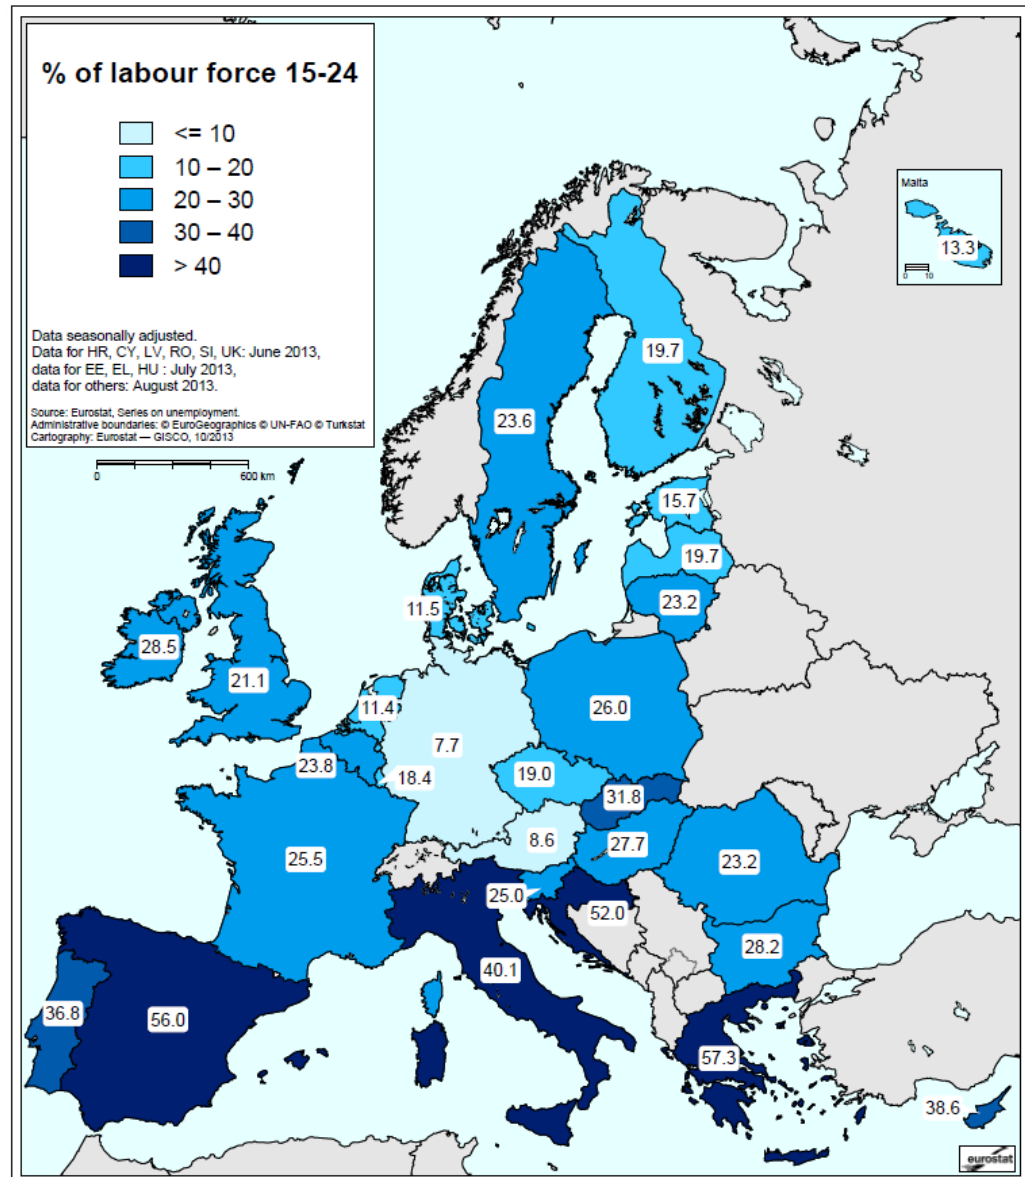 % of labour force 15-24
<= 10
10 – 20
20 – 30
30 – 40
> 40
Data seasonally adjusted.
Data for HR, CY, LV, RO, SI, UK: June 2013,
data for EE, EL, HU : July 2013,
data for others: August 2013.
Source: Eurostat, Series on unemployment.
Administrative boundaries: © EuroGeographics © UN-FAO © Turkstat
Cartography: Eurostat — GISCO, 10/2013
0 600 km
Malta
13.3
0 10
19.7
23.6
15.7
19.7
11.5
23.2
28.5
21.1
11.4
26.0
7.7
23.8
18.4
19.0
31.8
8.6
27.7
25.5
23.2
25.0
52.0
28.2
40.1
36.8
56.0
57.3
38.6
eurostat